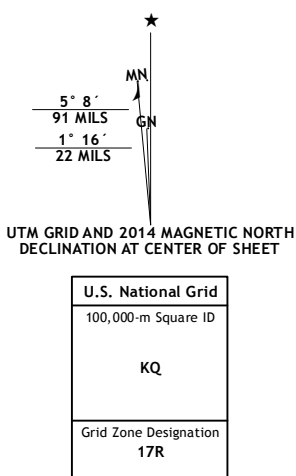 MN
5° 8´
91 MILS
GN
1° 16´
22 MILS
UTM GRID AND 2014 MAGNETIC NORTH
DECLINATION AT CENTER OF SHEET
U.S. National Grid
100,000-m Square ID
KQ
Grid Zone Designation
17R